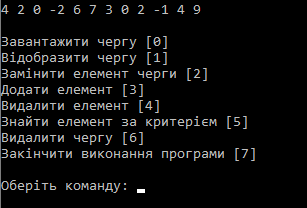 4 2 0 -2 6 7 3 0 2 -1 4 9
Завантажити чергу [0]
Відобразити чергу [1]
Замінити елемент черги [2]
Додати елемент [3]
Видалити елемент [4]
Знайти елемент за критерієм [5]
Видалити чергу [6]
Закінчити виконання програми [7]
Оберіть команду: